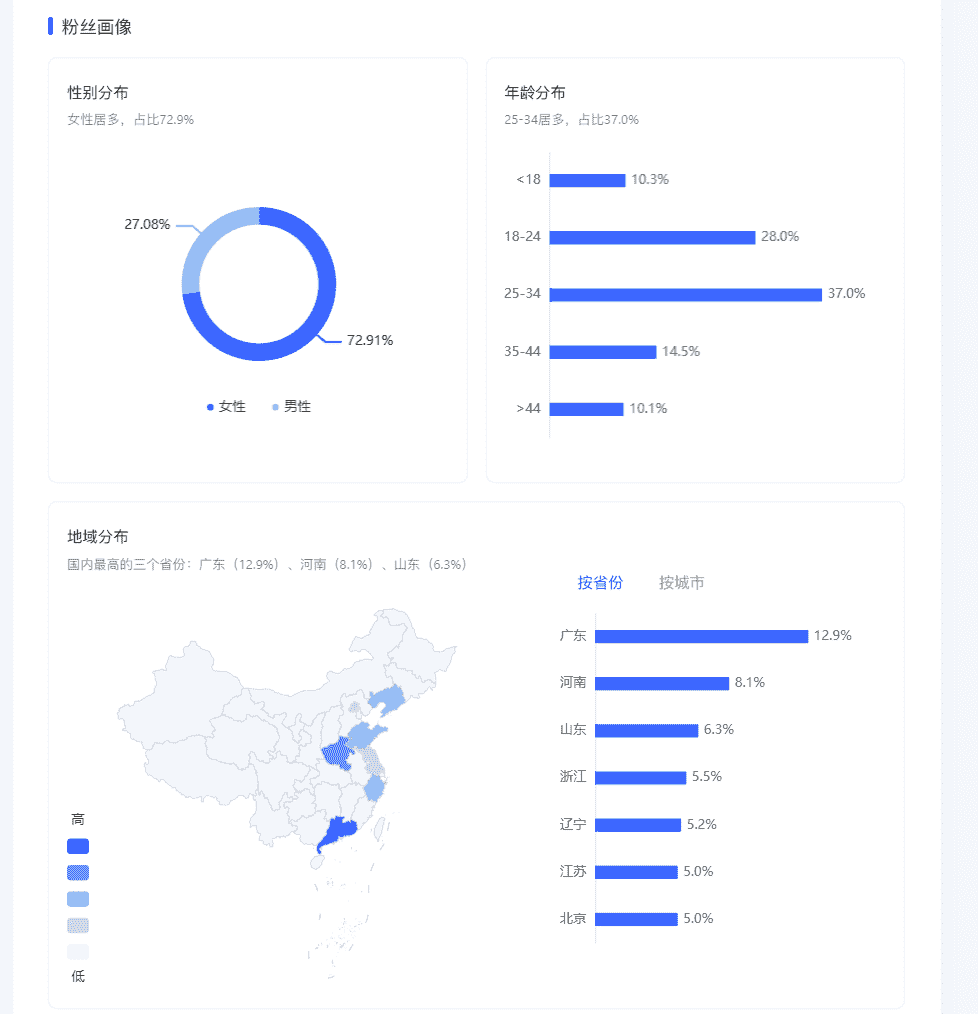 粉丝画像
性别分布
女性居多，占比72.9%
27.08%
72.91%
女性 男性
年龄分布
25-34居多，占比37.0%
<18 10.3%
18-24 28.0%
25-34 37.0%
35-44 14.5%
>44 10.1%
地域分布
国内最高的三个省份：广东（12.9%）、河南（8.1%）、山东（6.3%）
高
低
按省份 按城市
广东 12.9%
河南 8.1%
山东 6.3%
浙江 5.5%
辽宁 5.2%
江苏 5.0%
北京 5.0%